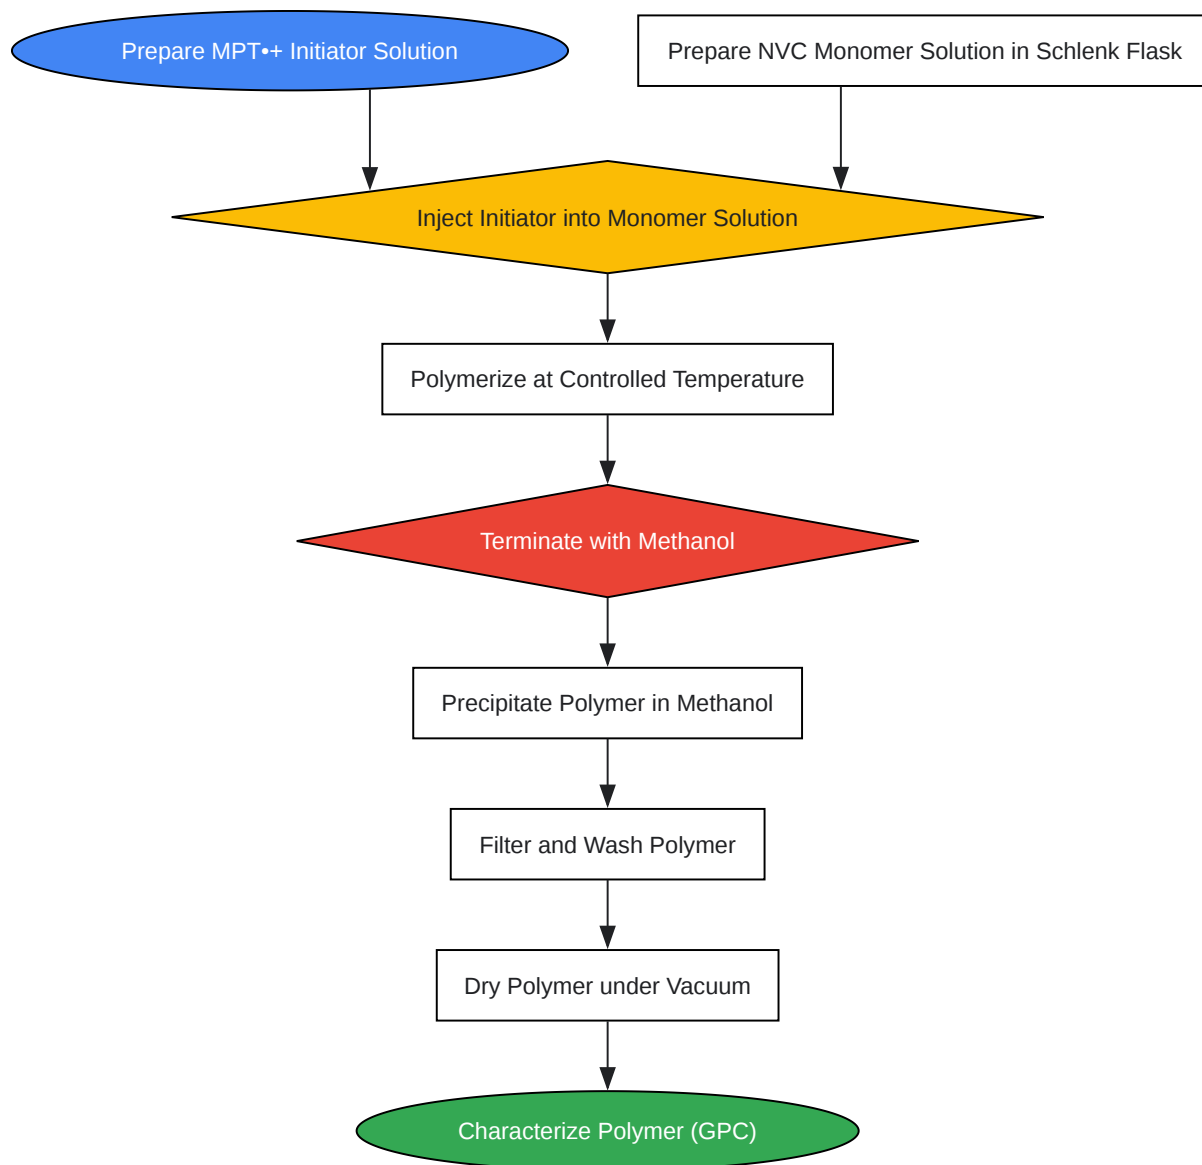 Prepare MPT•+ Initiator Solution
Prepare NVC Monomer Solution in Schlenk Flask
Inject Initiator into Monomer Solution
Polymerize at Controlled Temperature
Terminate with Methanol
Precipitate Polymer in Methanol
Filter and Wash Polymer
Dry Polymer under Vacuum
Characterize Polymer (GPC)